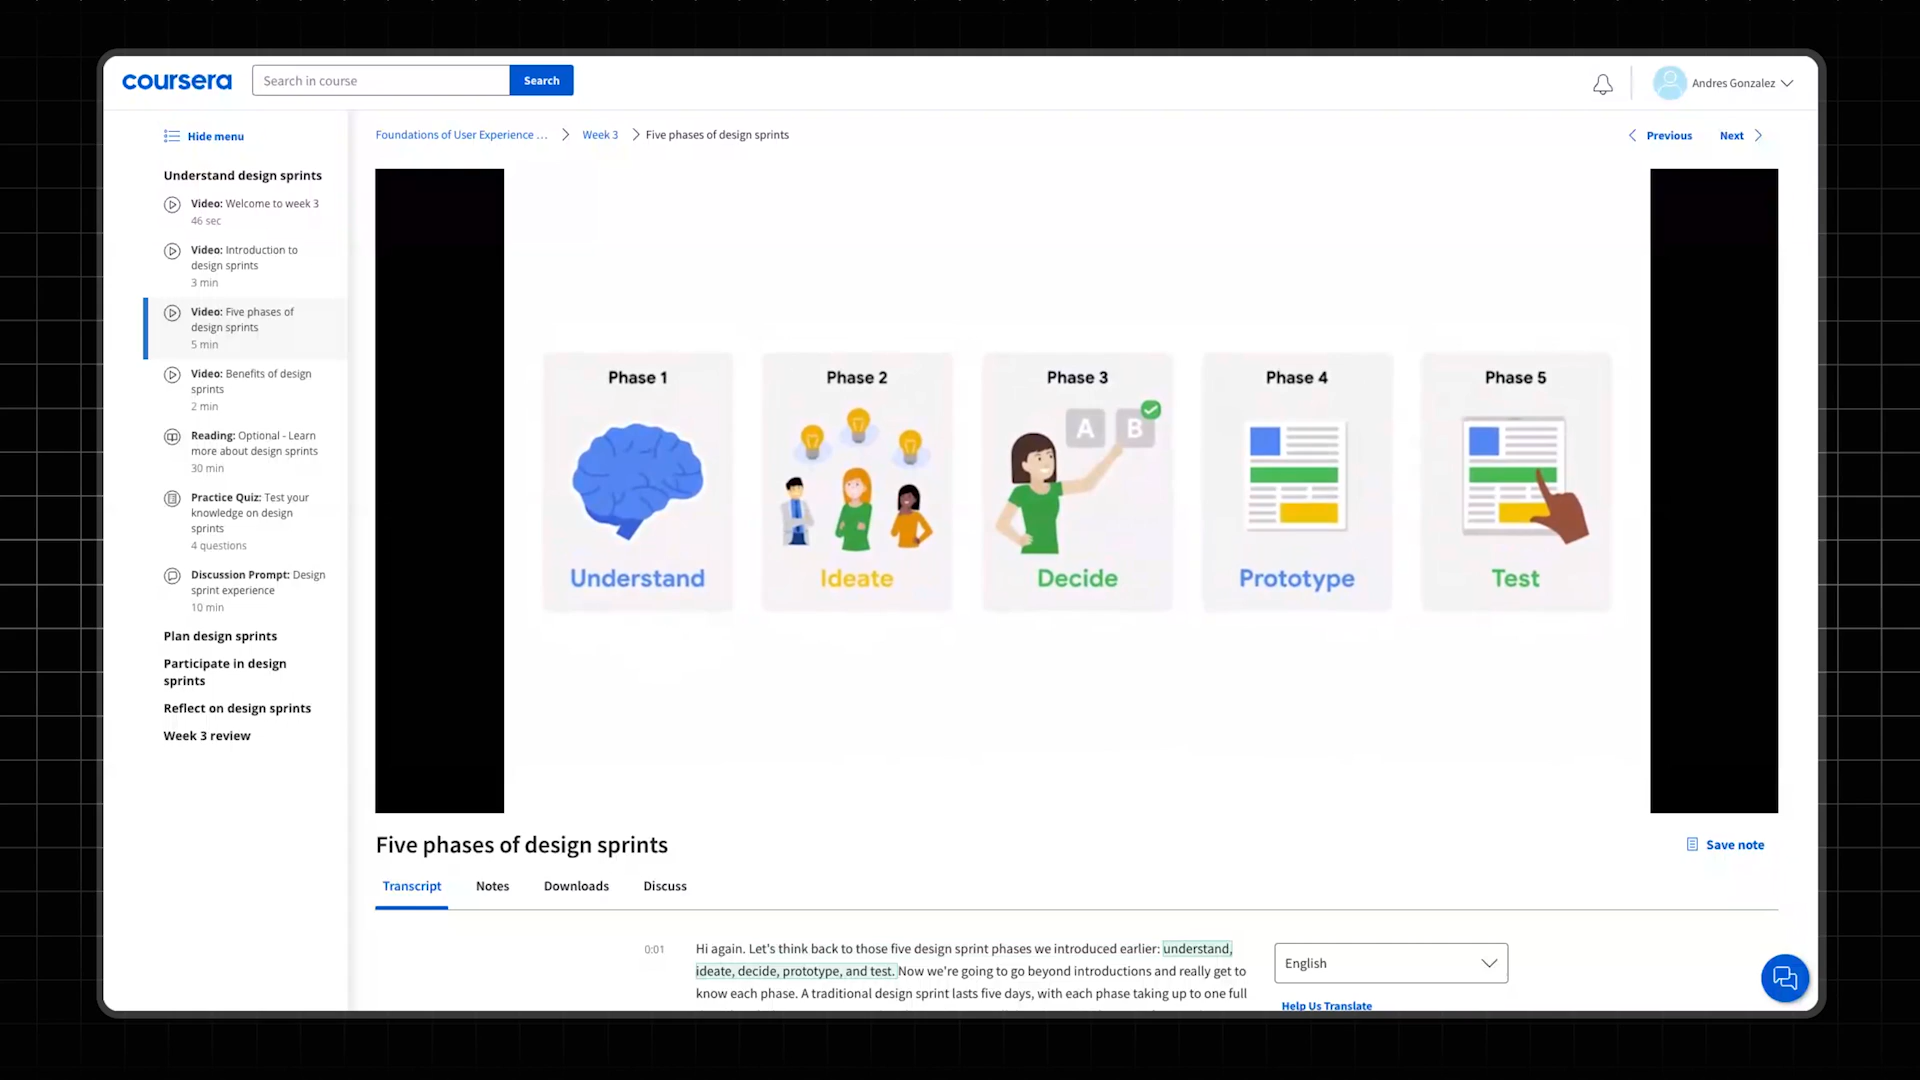 coursera
Search in course
Search
Andres Gonzalez
Hide menu
Foundations of User Experience ...
Week 3
Five phases of design sprints
Previous
Next
Understand design sprints
Video: Welcome to week 3
46 sec
Video: Introduction to
design sprints
3 min
Video: Five phases of
design sprints
5 min
Video: Benefits of design
sprints
2 min
Reading: Optional - Learn
more about design sprints
30 min
Practice Quiz: Test your
knowledge on design
sprints
4 questions
Discussion Prompt: Design
sprint experience
10 min
Plan design sprints
Participate in design
sprints
Reflect on design sprints
Week 3 review
Phase 1
Understand
Phase 2
Ideate
Phase 3
A B
Decide
Phase 4
Prototype
Phase 5
Test
Five phases of design sprints
Save note
Transcript
Notes
Downloads
Discuss
0:01
Hi again. Let's think back to those five design sprint phases we introduced earlier: understand,
ideate, decide, prototype, and test. Now we're going to go beyond introductions and really get to
know each phase. A traditional design sprint lasts five days, with each phase taking up to one full
English
Help Us Translate